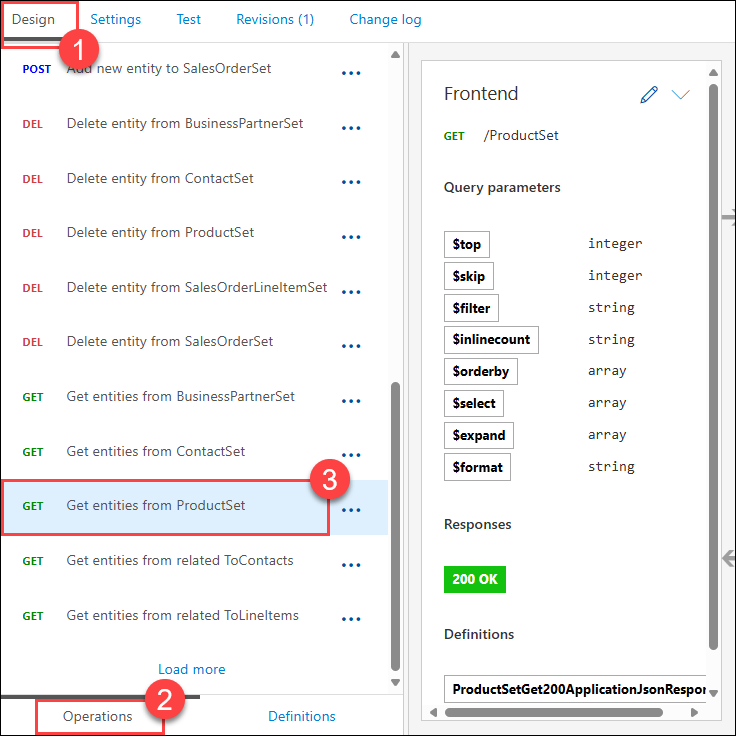 Design Settings Test Revisions (1) Change log
1
POST Add new entity to SalesOrderSet ...
DEL Delete entity from BusinessPartnerSet ...
DEL Delete entity from ContactSet ...
DEL Delete entity from ProductSet ...
DEL Delete entity from SalesOrderLineItemSet ...
DEL Delete entity from SalesOrderSet ...
GET Get entities from BusinessPartnerSet ...
GET Get entities from ContactSet ...
3
GET Get entities from ProductSet ...
GET Get entities from related ToContacts ...
GET Get entities from related ToLineItems ...
Load more
2
Operations Definitions
Frontend
GET /ProductSet
Query parameters
$top integer
$skip integer
$filter string
$inlinecount string
$orderby array
$select array
$expand array
$format string
Responses
200 OK
Definitions
ProductSetGet200ApplicationJsonRespor